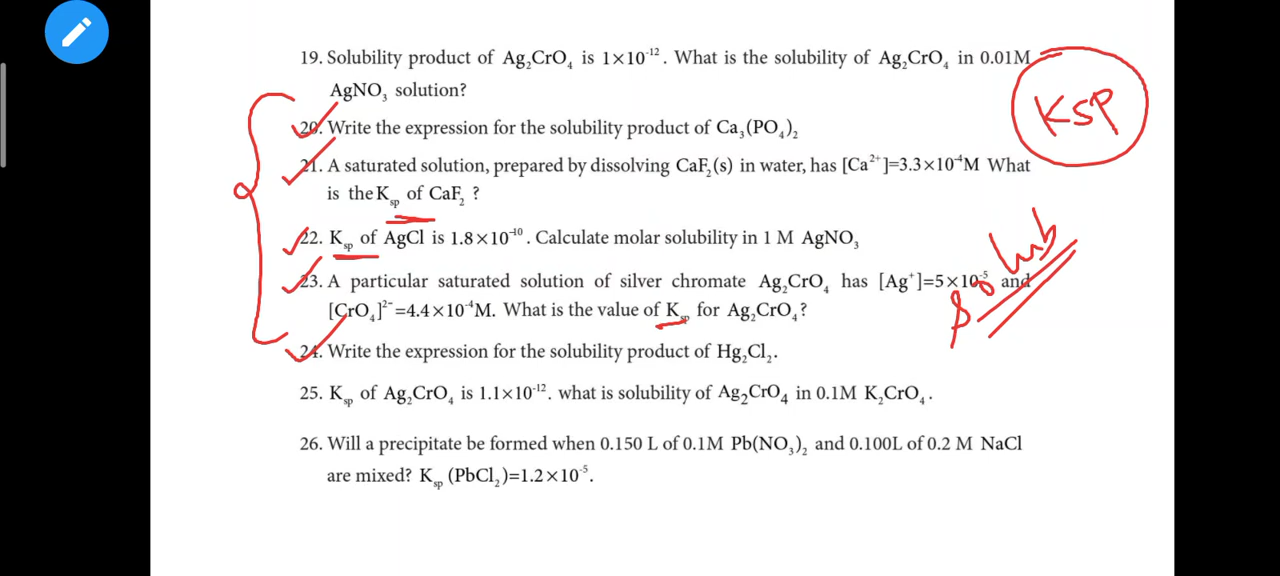 19. Solubility product of Ag₂CrO₄ is 1×10⁻¹². What is the solubility of Ag₂CrO₄ in 0.01M
AgNO₃ solution?
KSP
20. Write the expression for the solubility product of Ca₃(PO₄)₂
21. A saturated solution, prepared by dissolving CaF₂(s) in water, has [Ca²⁺]=3.3×10⁻⁴M What
is the Kₛₚ of CaF₂ ?
22. Kₛₚ of AgCl is 1.8×10⁻¹⁰. Calculate molar solubility in 1 M AgNO₃
23. A particular saturated solution of silver chromate Ag₂CrO₄ has [Ag⁺]=5×10⁻⁵ and
[CrO₄]²⁻=4.4×10⁻⁴M. What is the value of Kₛₚ for Ag₂CrO₄?
24. Write the expression for the solubility product of Hg₂Cl₂.
25. Kₛₚ of Ag₂CrO₄ is 1.1×10⁻¹². what is solubility of Ag₂CrO₄ in 0.1M K₂CrO₄.
26. Will a precipitate be formed when 0.150 L of 0.1M Pb(NO₃)₂ and 0.100L of 0.2 M NaCl
are mixed? Kₛₚ (PbCl₂)=1.2×10⁻⁵.